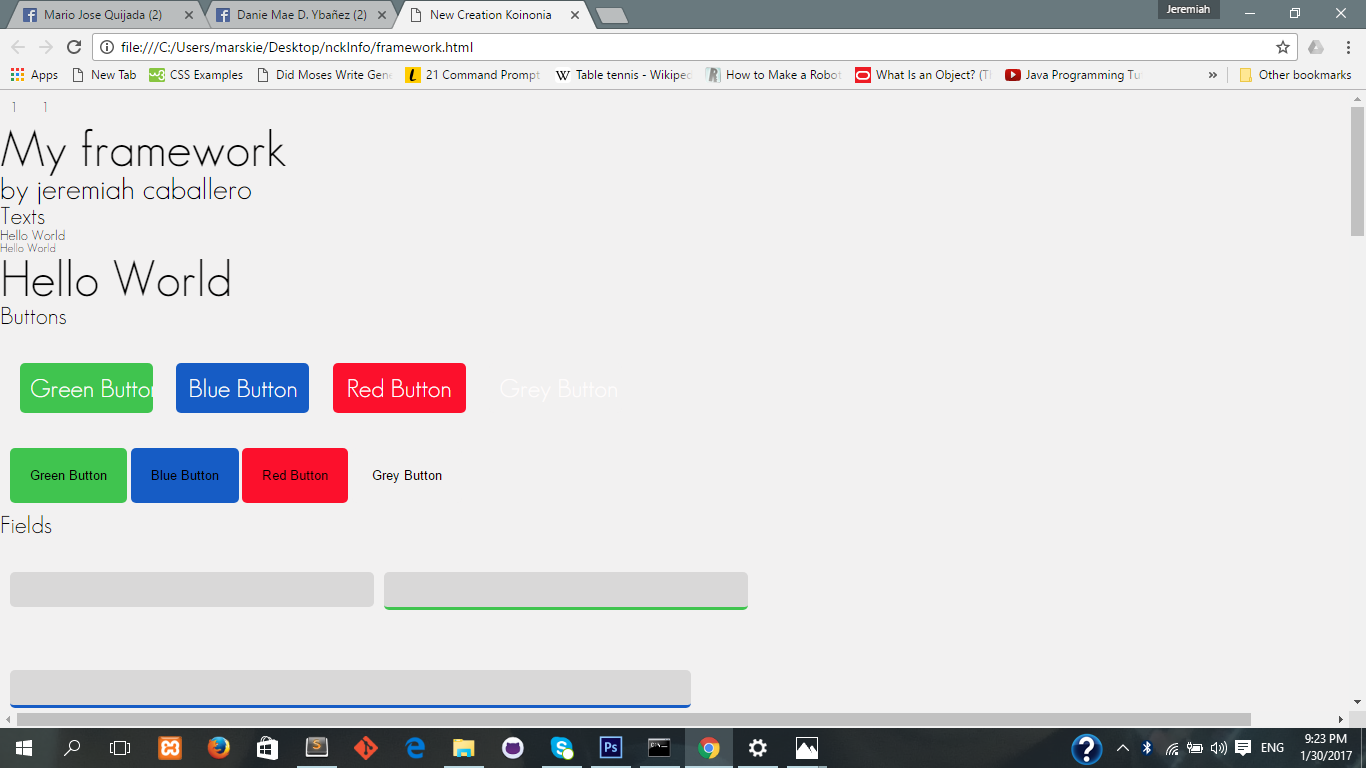 Mario Jose Quijada (2)
Danie Mae D. Ybañez (2)
New Creation Koinonia
Jeremiah
file:///C:/Users/marskie/Desktop/nckInfo/framework.html
Apps
New Tab
CSS Examples
Did Moses Write Gene
21 Command Prompt
Table tennis - Wikiped
How to Make a Robot
What Is an Object? (Th
Java Programming Tut
»
Other bookmarks
1 1
My framework
by jeremiah caballero
Texts
Hello World
Hello World
Hello World
Buttons
Green Button
Blue Button
Red Button
Grey Button
Green Button
Blue Button
Red Button
Grey Button
Fields
ENG
9:23 PM
1/30/2017